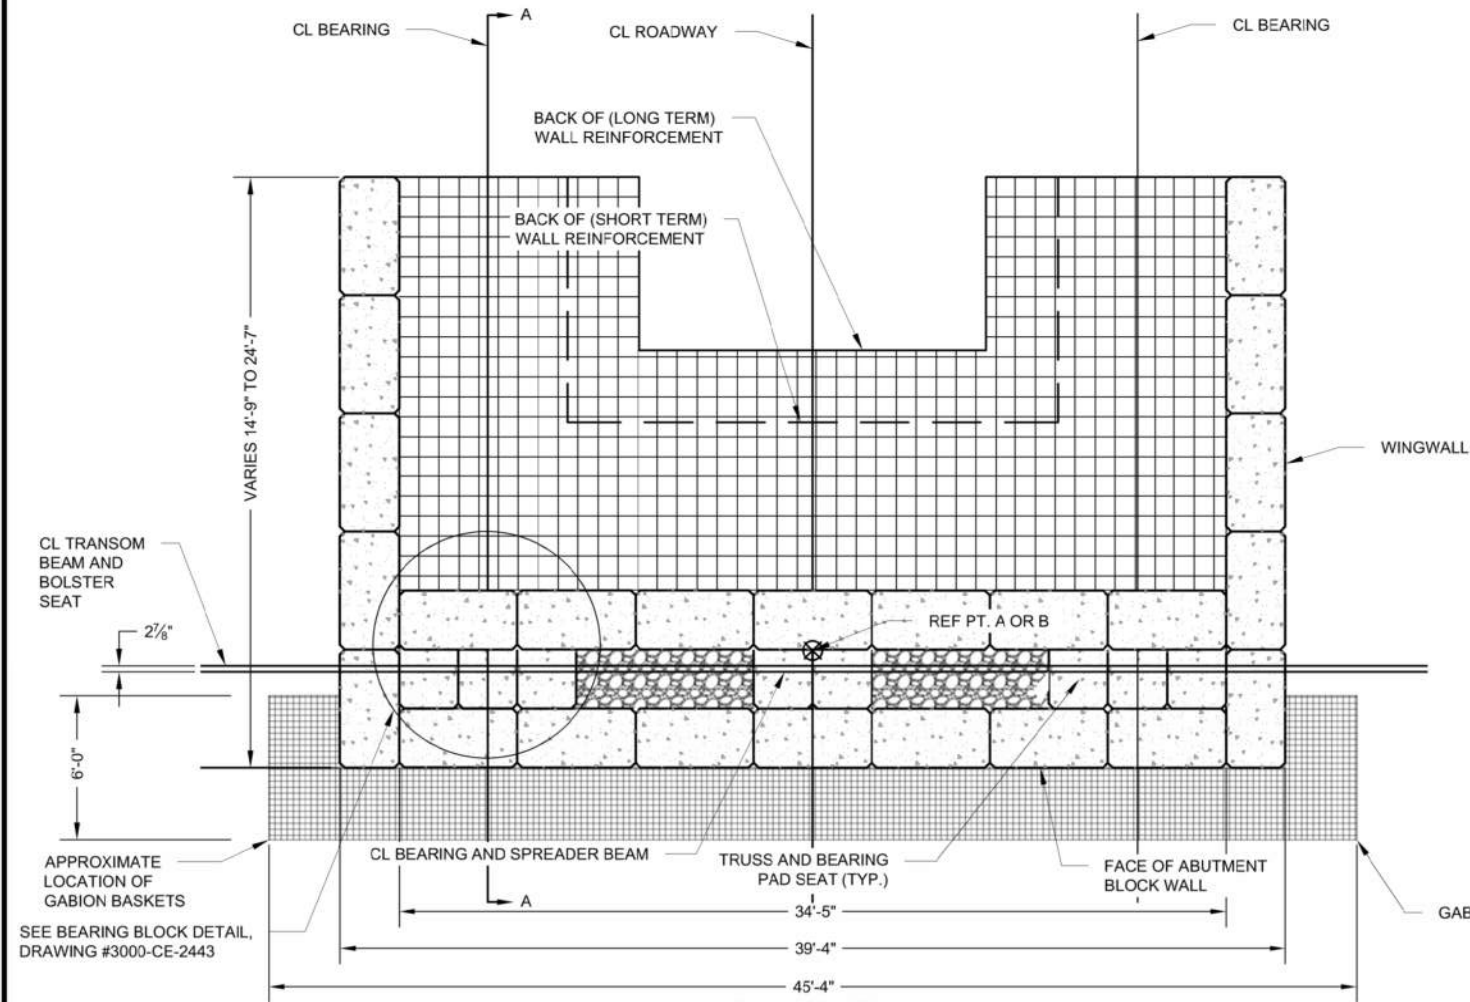 CL BEARING
A
CL ROADWAY
CL BEARING
BACK OF (LONG TERM)
WALL REINFORCEMENT
BACK OF (SHORT TERM)
WALL REINFORCEMENT
VARIES 14'-9" TO 24'-7"
WINGWALL
CL TRANSOM
BEAM AND
BOLSTER
SEAT
2⅞"
REF PT. A OR B
6'-0"
APPROXIMATE
LOCATION OF
GABION BASKETS
CL BEARING AND SPREADER BEAM
TRUSS AND BEARING
PAD SEAT (TYP.)
FACE OF ABUTMENT
BLOCK WALL
A
34'-5"
GAB
SEE BEARING BLOCK DETAIL,
DRAWING #3000-CE-2443
39'-4"
45'-4"